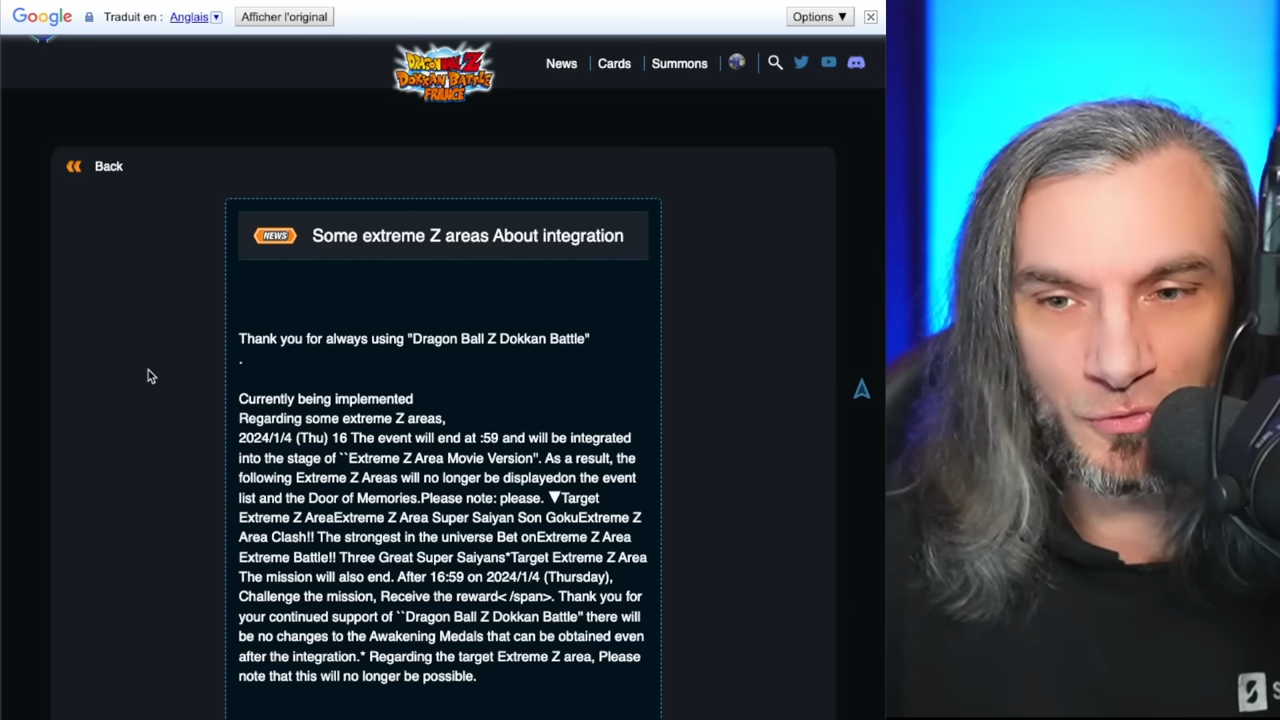 Google Traduit en : Anglais ▼ Afficher l'original Options ▼
DRAGON BALL Z
DOKKAN BATTLE
FRANCE
News Cards Summons
Back
NEWS Some extreme Z areas About integration
Thank you for always using "Dragon Ball Z Dokkan Battle"
.
Currently being implemented
Regarding some extreme Z areas,
2024/1/4 (Thu) 16 The event will end at :59 and will be integrated
into the stage of ``Extreme Z Area Movie Version". As a result, the
following Extreme Z Areas will no longer be displayedon the event
list and the Door of Memories.Please note: please. ▼Target
Extreme Z AreaExtreme Z Area Super Saiyan Son GokuExtreme Z
Area Clash!! The strongest in the universe Bet onExtreme Z Area
Extreme Battle!! Three Great Super Saiyans*Target Extreme Z Area
The mission will also end. After 16:59 on 2024/1/4 (Thursday),
Challenge the mission, Receive the reward< /span>. Thank you for
your continued support of ``Dragon Ball Z Dokkan Battle" there will
be no changes to the Awakening Medals that can be obtained even
after the integration.* Regarding the target Extreme Z area, Please
note that this will no longer be possible.